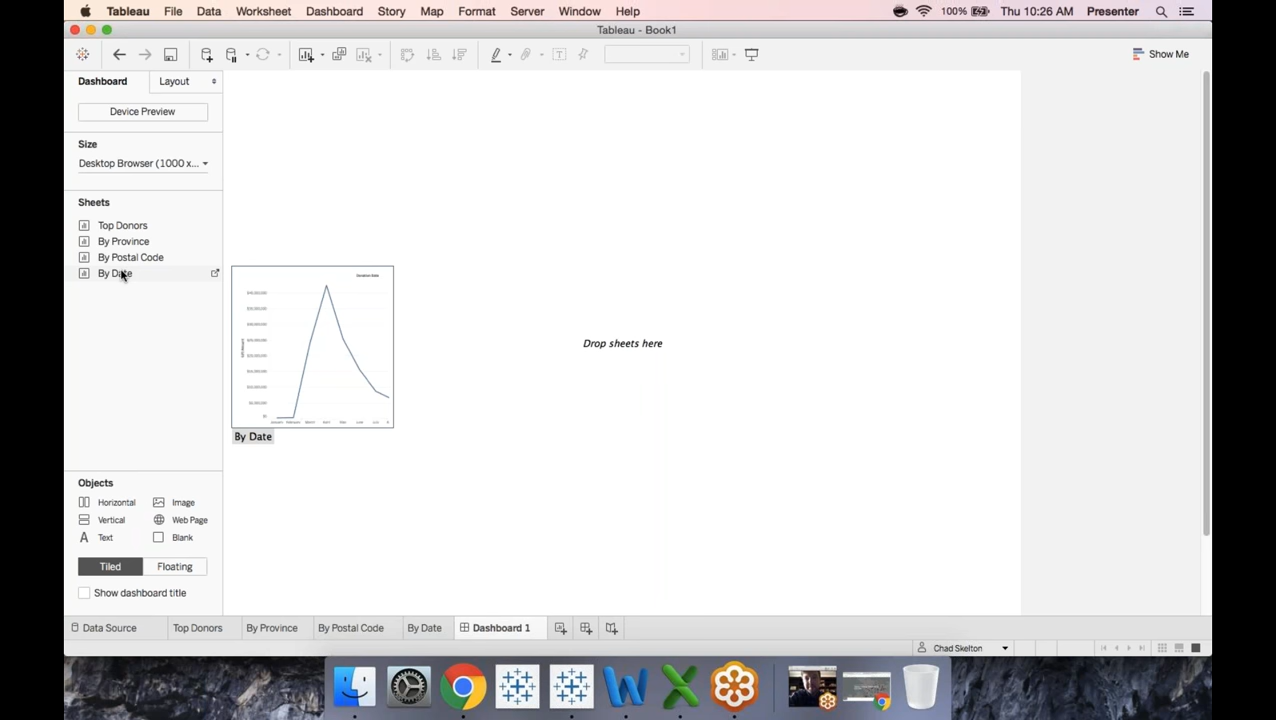 Tableau File Data Worksheet Dashboard Story Map Format Server Window Help 100% Thu 10:26 AM Presenter
Tableau - Book1
Show Me
Dashboard Layout
Device Preview
Size
Desktop Browser (1000 x...
Sheets
Top Donors
By Province
By Postal Code
By Date
Drop sheets here
By Date
Objects
Horizontal Image
Vertical Web Page
A Text Blank
Tiled Floating
Show dashboard title
Data Source Top Donors By Province By Postal Code By Date Dashboard 1
Chad Skelton